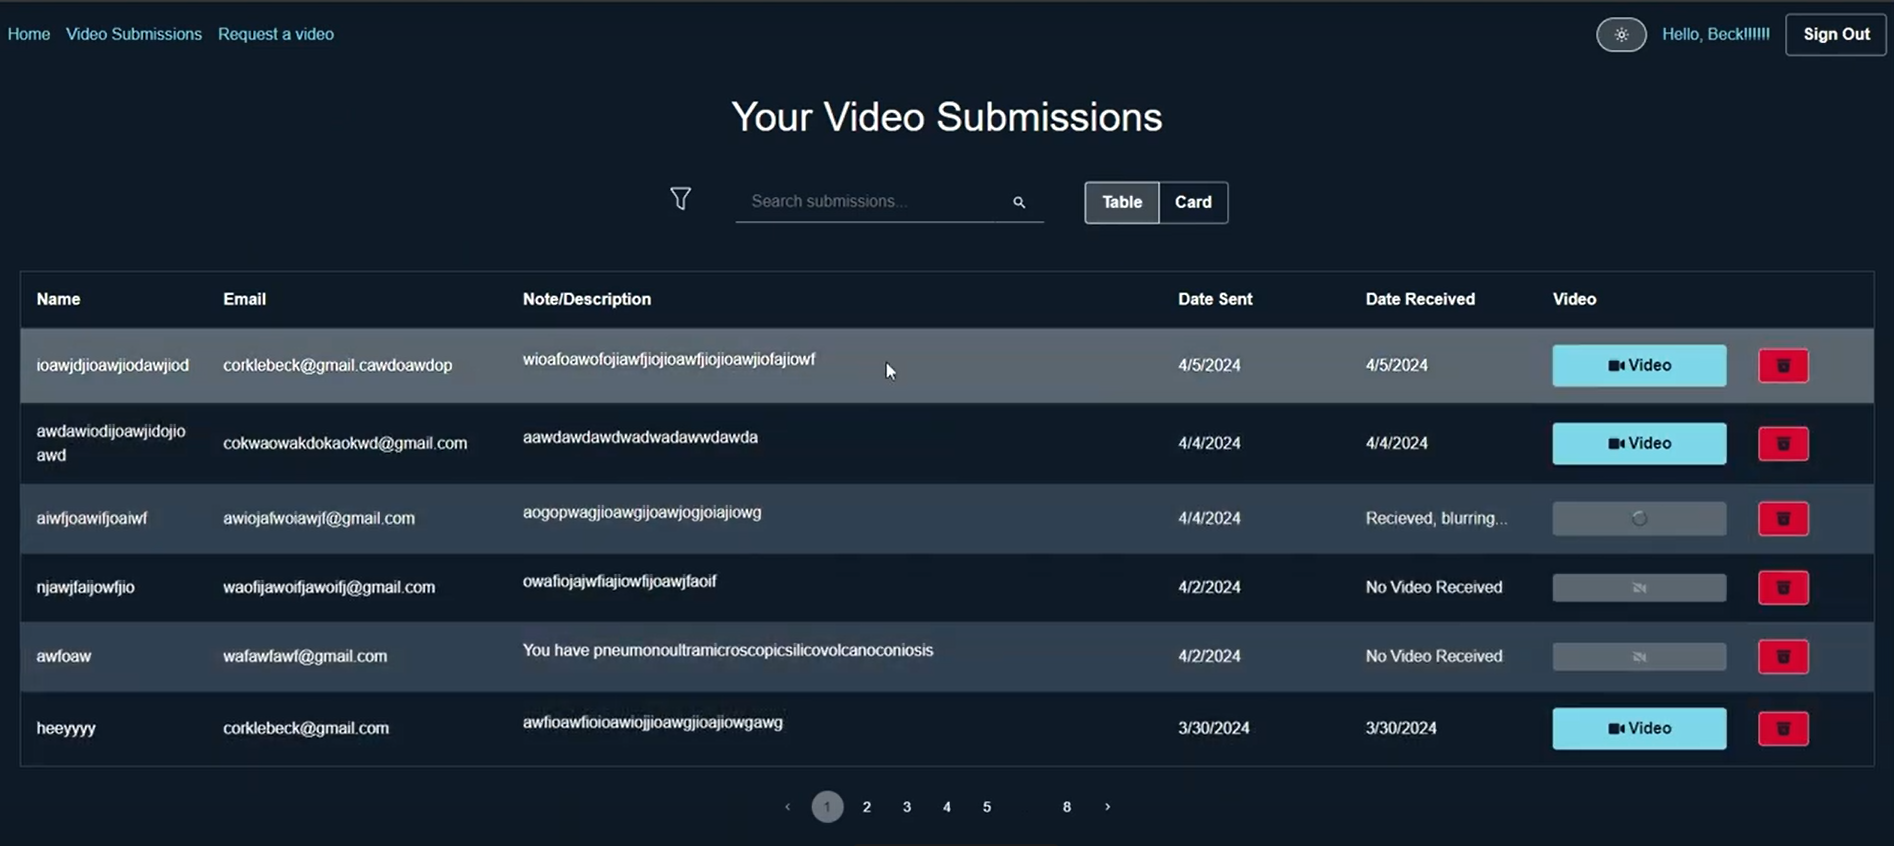 Home Video Submissions Request a video Hello, Beck!!!!!! Sign Out
Your Video Submissions
Search submissions... Table Card
Name Email Note/Description Date Sent Date Received Video
ioawjdjioawjiodawjiod corklebeck@gmail.cawdoawdop wioafoawofojiawfjiojioawfjiojioawjiofajiowf 4/5/2024 4/5/2024 Video
awdawiodijoawjidojio
awd cokwaowakdokaokwd@gmail.com aawdawdawdwadwadawwdawda 4/4/2024 4/4/2024 Video
aiwfjoawifjoaiwf awiojafwoiawjf@gmail.com aogopwagjioawgijoawjogjoiajiowg 4/4/2024 Recieved, blurring...
njawjfaijowfjio waofijawoifjawoifj@gmail.com owafiojajwfiajiowfijoawjfaoif 4/2/2024 No Video Received
awfoaw wafawfawf@gmail.com You have pneumonoultramicroscopicsilicovolcanoconiosis 4/2/2024 No Video Received
heeyyyy corklebeck@gmail.com awfioawfioioawiojjioawgjioajiowgawg 3/30/2024 3/30/2024 Video
‹ 1 2 3 4 5 8 ›